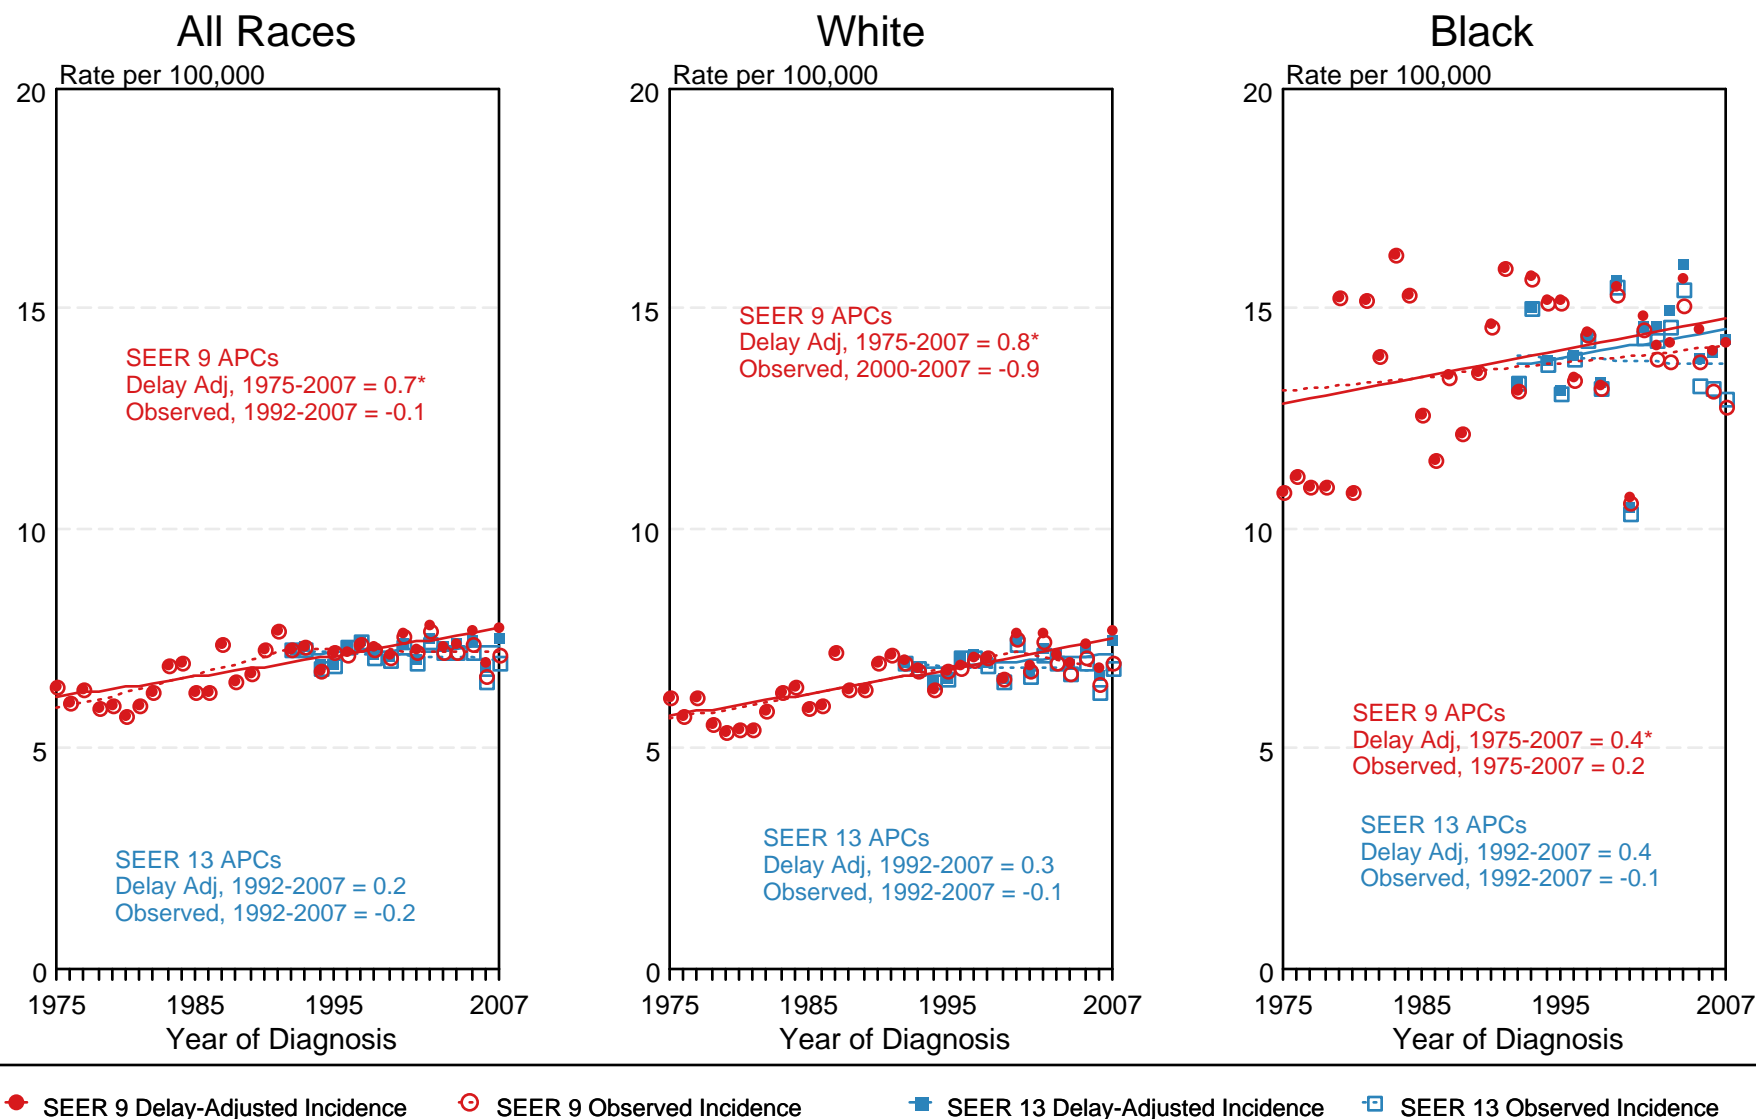 All Races
White
Black
Rate per 100,000
Rate per 100,000
Rate per 100,000
20
15
10
5
0
SEER 9 APCs
Delay Adj, 1975-2007 = 0.7*
Observed, 1992-2007 = -0.1
SEER 13 APCs
Delay Adj, 1992-2007 = 0.2
Observed, 1992-2007 = -0.2
1975 1985 1995 2007
Year of Diagnosis
20
15
10
5
0
SEER 9 APCs
Delay Adj, 1975-2007 = 0.8*
Observed, 2000-2007 = -0.9
SEER 13 APCs
Delay Adj, 1992-2007 = 0.3
Observed, 1992-2007 = -0.1
1975 1985 1995 2007
Year of Diagnosis
20
15
10
5
0
SEER 9 APCs
Delay Adj, 1975-2007 = 0.4*
Observed, 1975-2007 = 0.2
SEER 13 APCs
Delay Adj, 1992-2007 = 0.4
Observed, 1992-2007 = -0.1
1975 1985 1995 2007
Year of Diagnosis
SEER 9 Delay-Adjusted Incidence
SEER 9 Observed Incidence
SEER 13 Delay-Adjusted Incidence
SEER 13 Observed Incidence